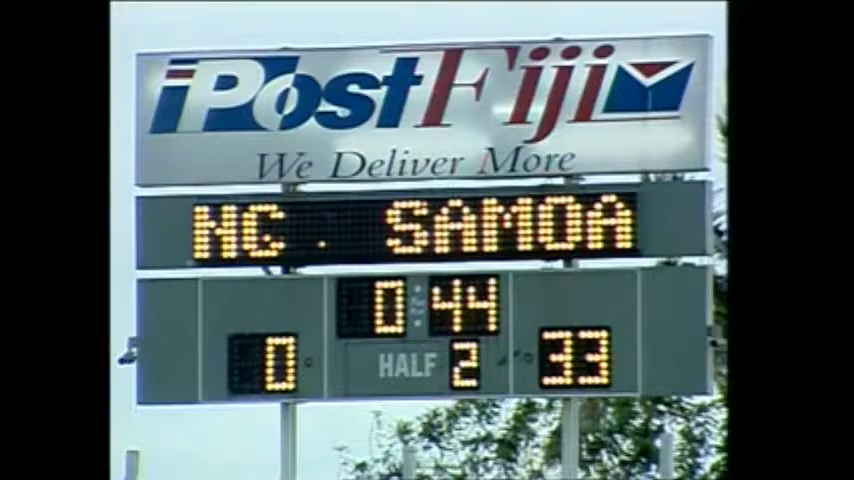 PostFiji
We Deliver More
NC . SAMOA
0:44
0 HALF 2 33